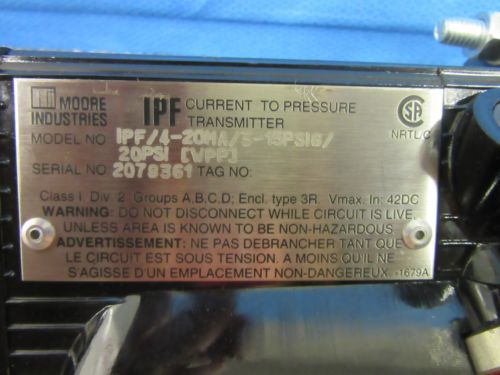 MOORE INDUSTRIES
IPF CURRENT TO PRESSURE TRANSMITTER
SA NRTL/C
MODEL NO IPF/4-20MA/3-15PSIG/
20PSI [VPP]
SERIAL NO 2078361 TAG NO:
Class I. Div. 2 Groups A,B,C,D; Encl. type 3R. Vmax. In: 42DC
WARNING: DO NOT DISCONNECT WHILE CIRCUIT IS LIVE,
UNLESS AREA IS KNOWN TO BE NON-HAZARDOUS
ADVERTISSEMENT: NE PAS DEBRANCHER TANT QUE
LE CIRCUIT EST SOUS TENSION. A MOINS QU'IL NE
S'AGISSE D'UN EMPLACEMENT NON-DANGEREUX. -1679A